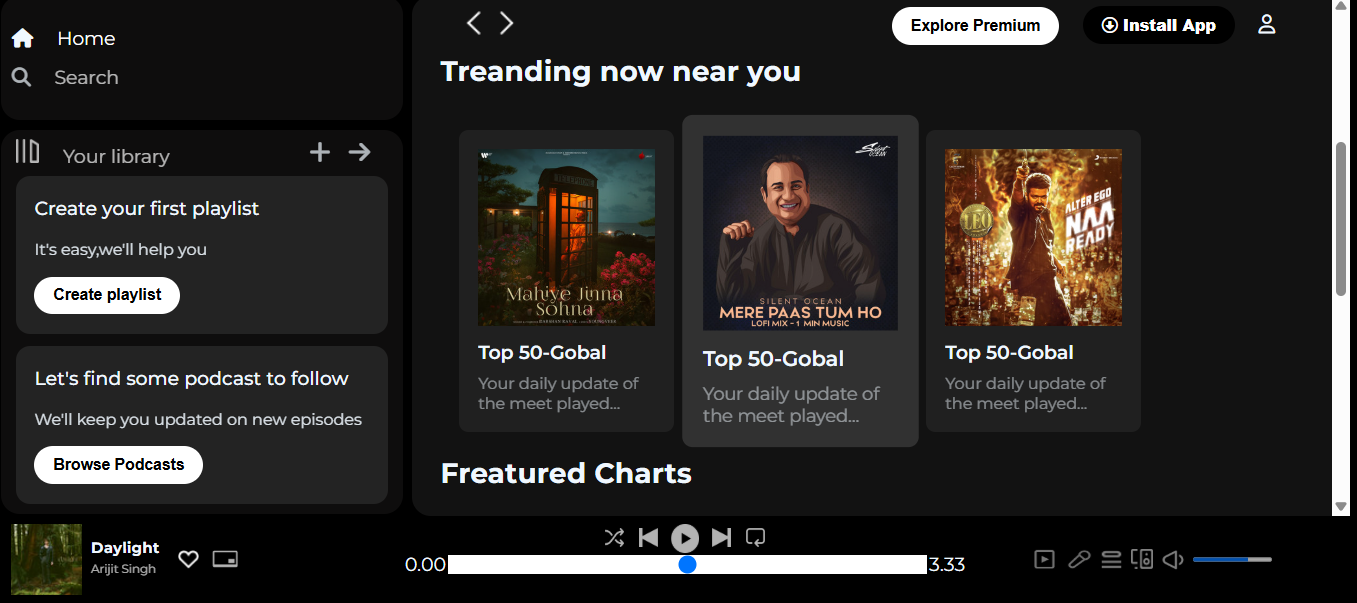 Home
Search
Your library
Create your first playlist
It's easy,we'll help you
Create playlist
Let's find some podcast to follow
We'll keep you updated on new episodes
Browse Podcasts
Explore Premium
Install App
Treanding now near you
Mahiye Jinna
Sohna
Top 50-Gobal
Your daily update of
the meet played...
Silent
OCEAN
SILENT OCEAN
MERE PAAS TUM HO
LOFI MIX - 1 MIN MUSIC
Top 50-Gobal
Your daily update of
the meet played...
LEO
ALTER EGO
NAA
READY
Top 50-Gobal
Your daily update of
the meet played...
Freatured Charts
Daylight
Arijit Singh
0.00
3.33